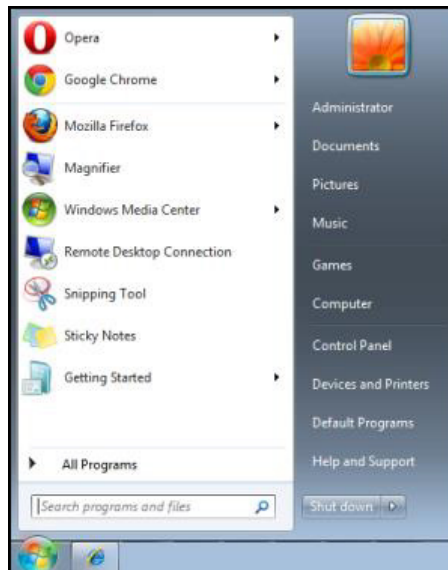 Opera
Google Chrome
Mozilla Firefox
Magnifier
Windows Media Center
Remote Desktop Connection
Snipping Tool
Sticky Notes
Getting Started
All Programs
Search programs and files
Administrator
Documents
Pictures
Music
Games
Computer
Control Panel
Devices and Printers
Default Programs
Help and Support
Shut down